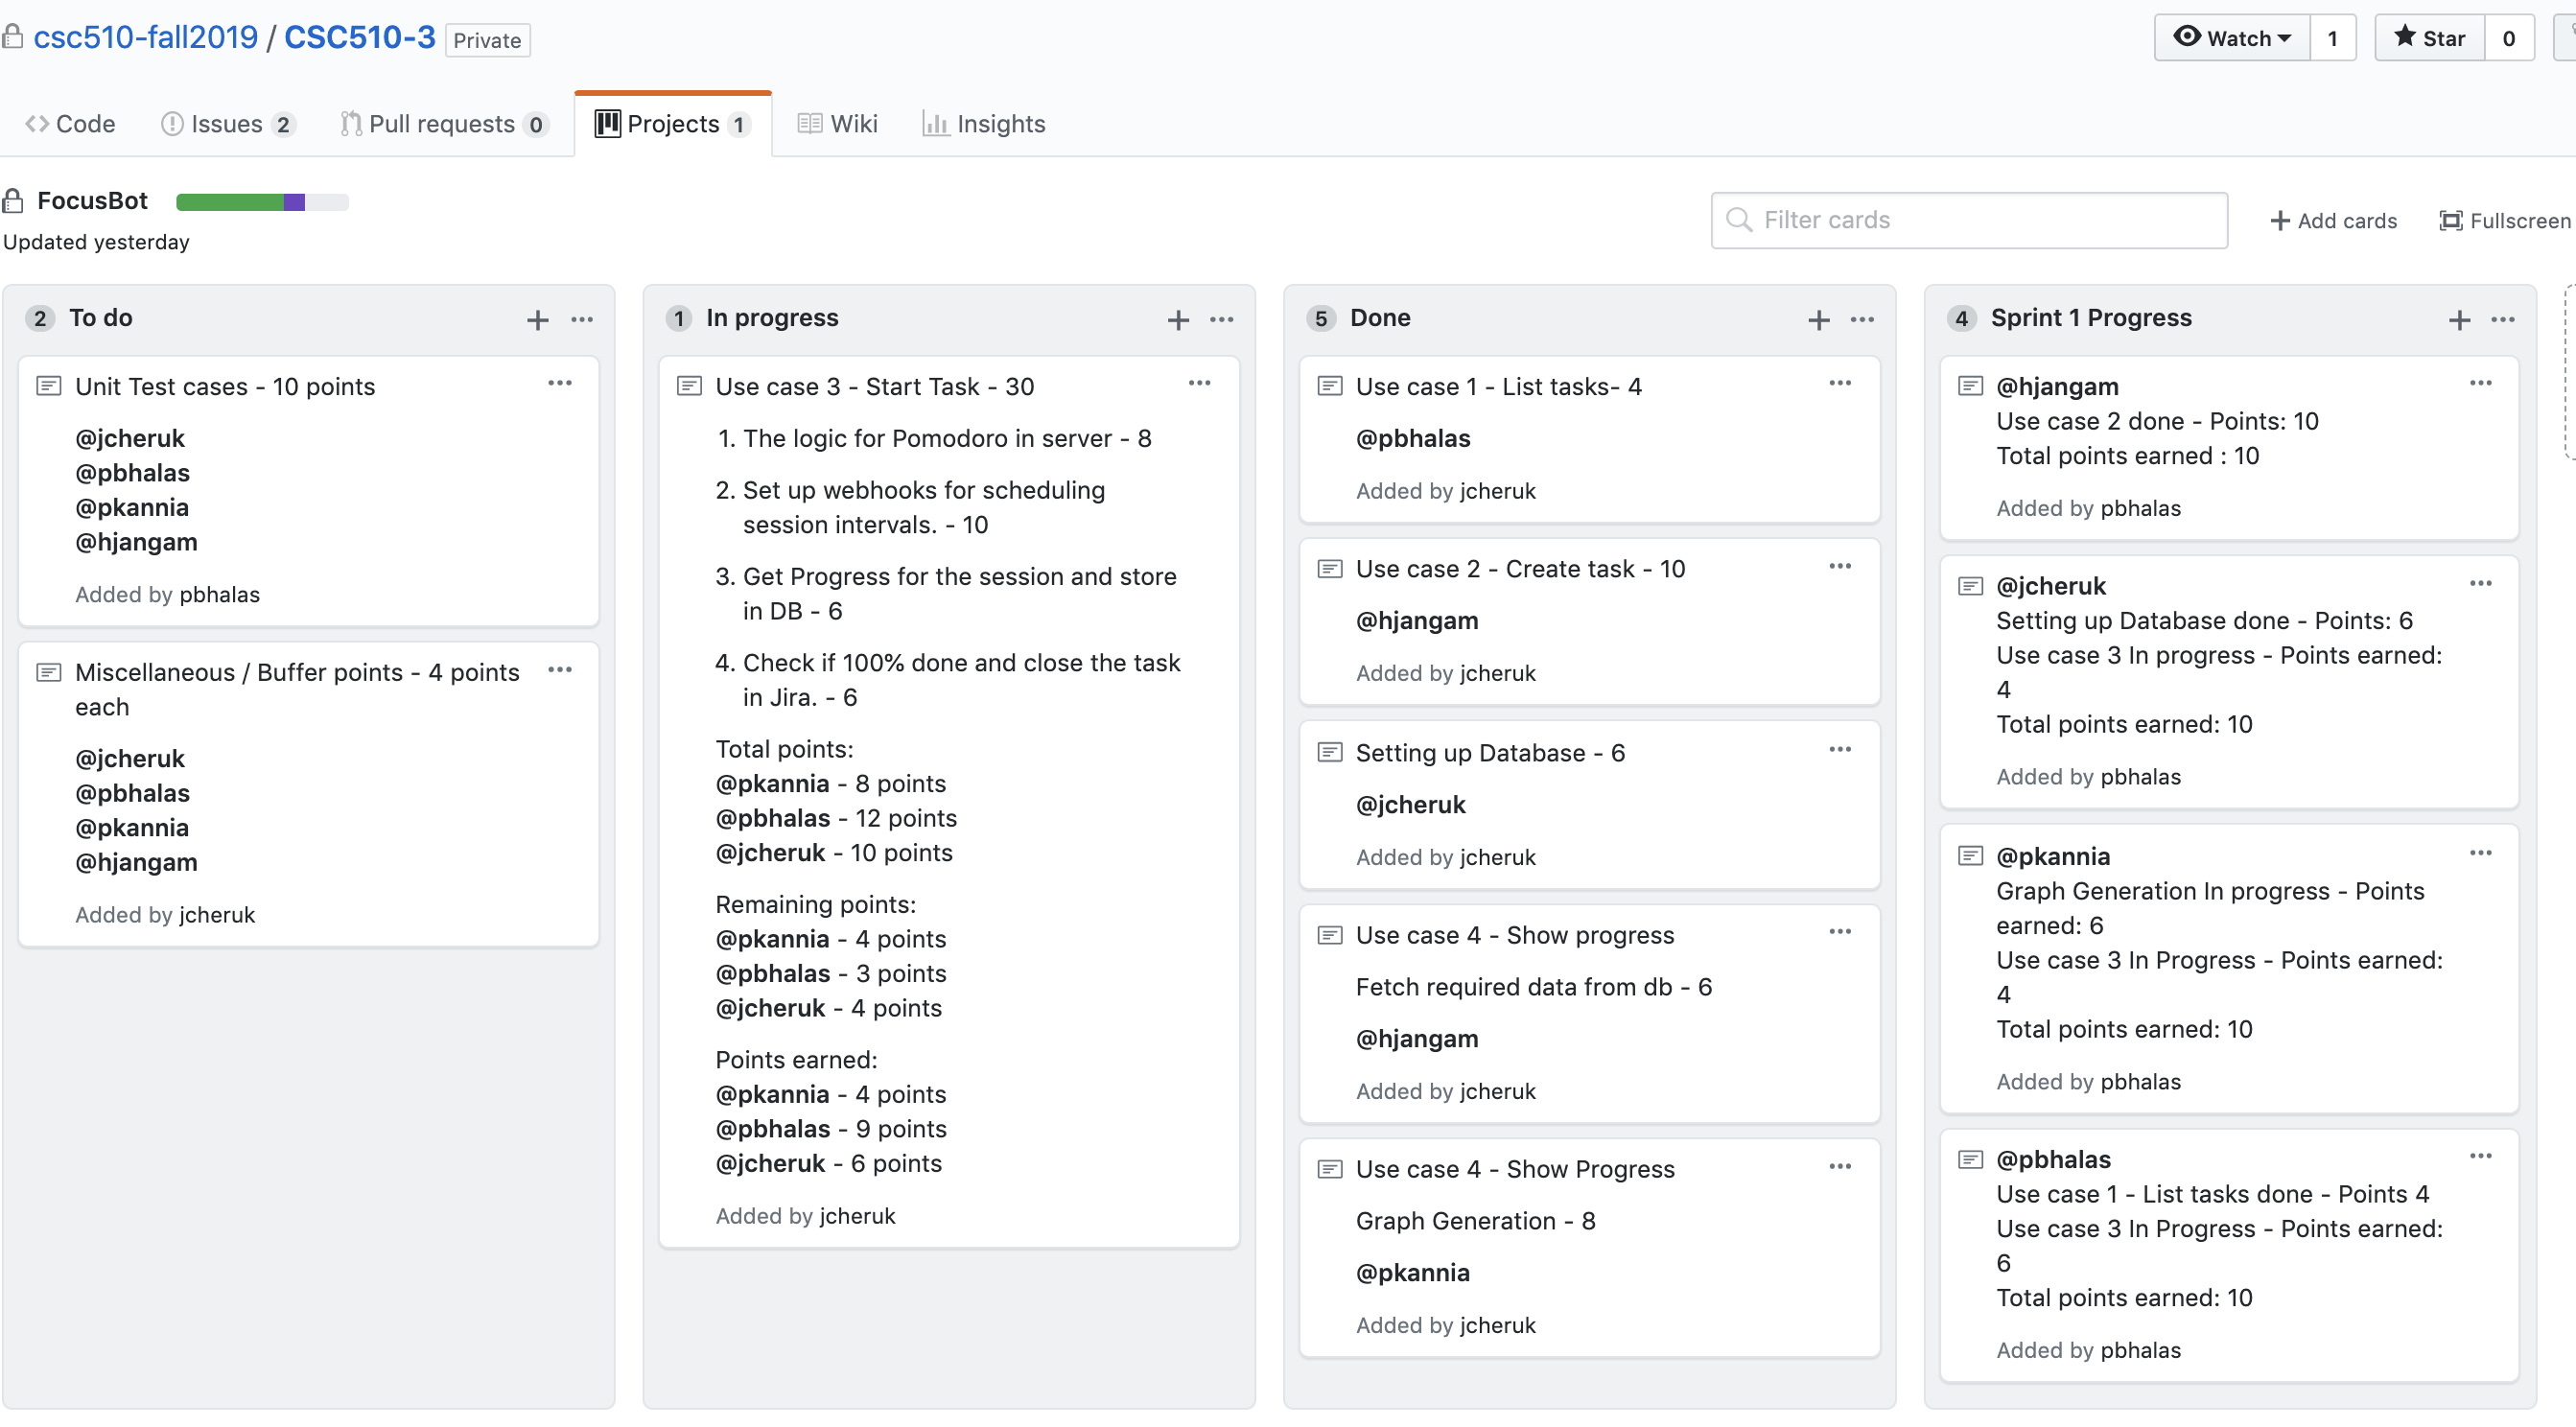 csc510-fall2019 / CSC510-3 Private
Watch 1
Star 0
Code
Issues 2
Pull requests 0
Projects 1
Wiki
Insights
FocusBot
Updated yesterday
Filter cards
Add cards
Fullscreen
2 To do
Unit Test cases - 10 points
@jcheruk
@pbhalas
@pkannia
@hjangam
Added by pbhalas
Miscellaneous / Buffer points - 4 points
each
@jcheruk
@pbhalas
@pkannia
@hjangam
Added by jcheruk
1 In progress
Use case 3 - Start Task - 30
1. The logic for Pomodoro in server - 8
2. Set up webhooks for scheduling
session intervals. - 10
3. Get Progress for the session and store
in DB - 6
4. Check if 100% done and close the task
in Jira. - 6
Total points:
@pkannia - 8 points
@pbhalas - 12 points
@jcheruk - 10 points
Remaining points:
@pkannia - 4 points
@pbhalas - 3 points
@jcheruk - 4 points
Points earned:
@pkannia - 4 points
@pbhalas - 9 points
@jcheruk - 6 points
Added by jcheruk
5 Done
Use case 1 - List tasks- 4
@pbhalas
Added by jcheruk
Use case 2 - Create task - 10
@hjangam
Added by jcheruk
Setting up Database - 6
@jcheruk
Added by jcheruk
Use case 4 - Show progress
Fetch required data from db - 6
@hjangam
Added by jcheruk
Use case 4 - Show Progress
Graph Generation - 8
@pkannia
Added by jcheruk
4 Sprint 1 Progress
@hjangam
Use case 2 done - Points: 10
Total points earned : 10
Added by pbhalas
@jcheruk
Setting up Database done - Points: 6
Use case 3 In progress - Points earned:
4
Total points earned: 10
Added by pbhalas
@pkannia
Graph Generation In progress - Points
earned: 6
Use case 3 In Progress - Points earned:
4
Total points earned: 10
Added by pbhalas
@pbhalas
Use case 1 - List tasks done - Points 4
Use case 3 In Progress - Points earned:
6
Total points earned: 10
Added by pbhalas